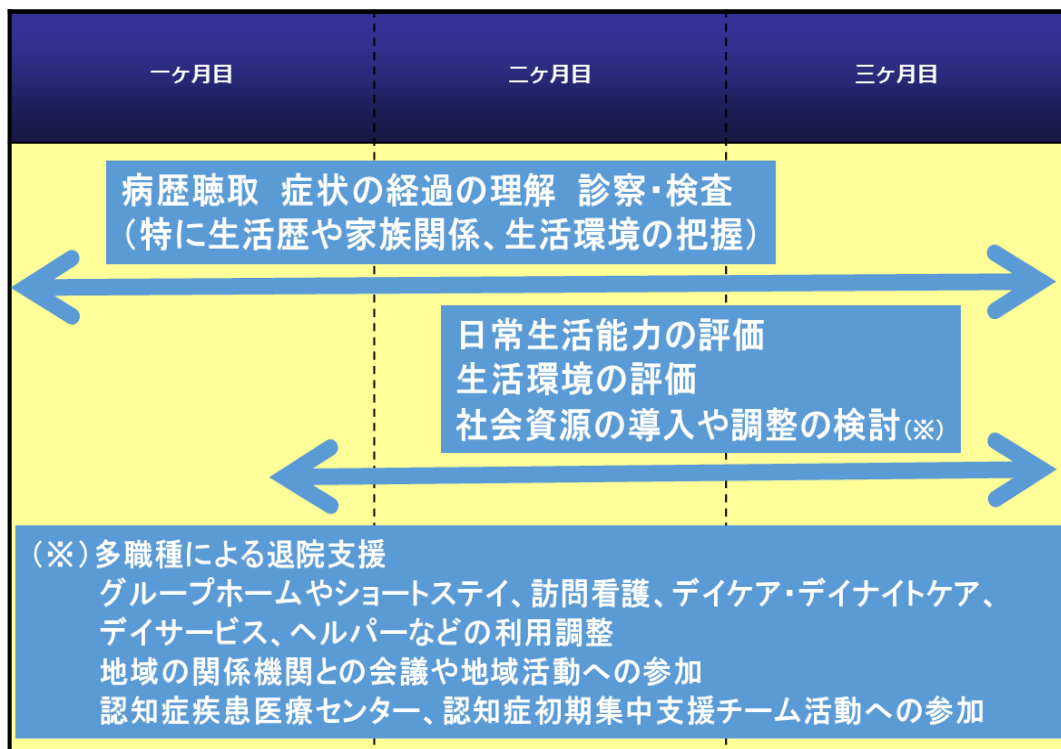 一ヶ月目
二ヶ月目
三ヶ月目
病歴聴取 症状の経過の理解 診察・検査
（特に生活歴や家族関係、生活環境の把握）
日常生活能力の評価
生活環境の評価
社会資源の導入や調整の検討(※)
（※）多職種による退院支援
グループホームやショートステイ、訪問看護、デイケア・デイナイトケア、
デイサービス、ヘルパーなどの利用調整
地域の関係機関との会議や地域活動への参加
認知症疾患医療センター、認知症初期集中支援チーム活動への参加